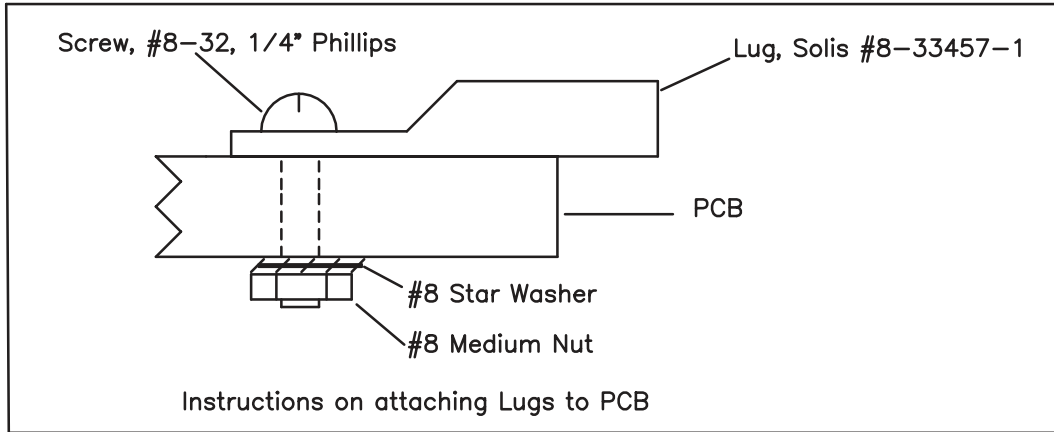 Screw, #8-32, 1/4" Phillips
Lug, Solis #8-33457-1
PCB
#8 Star Washer
#8 Medium Nut
Instructions on attaching Lugs to PCB